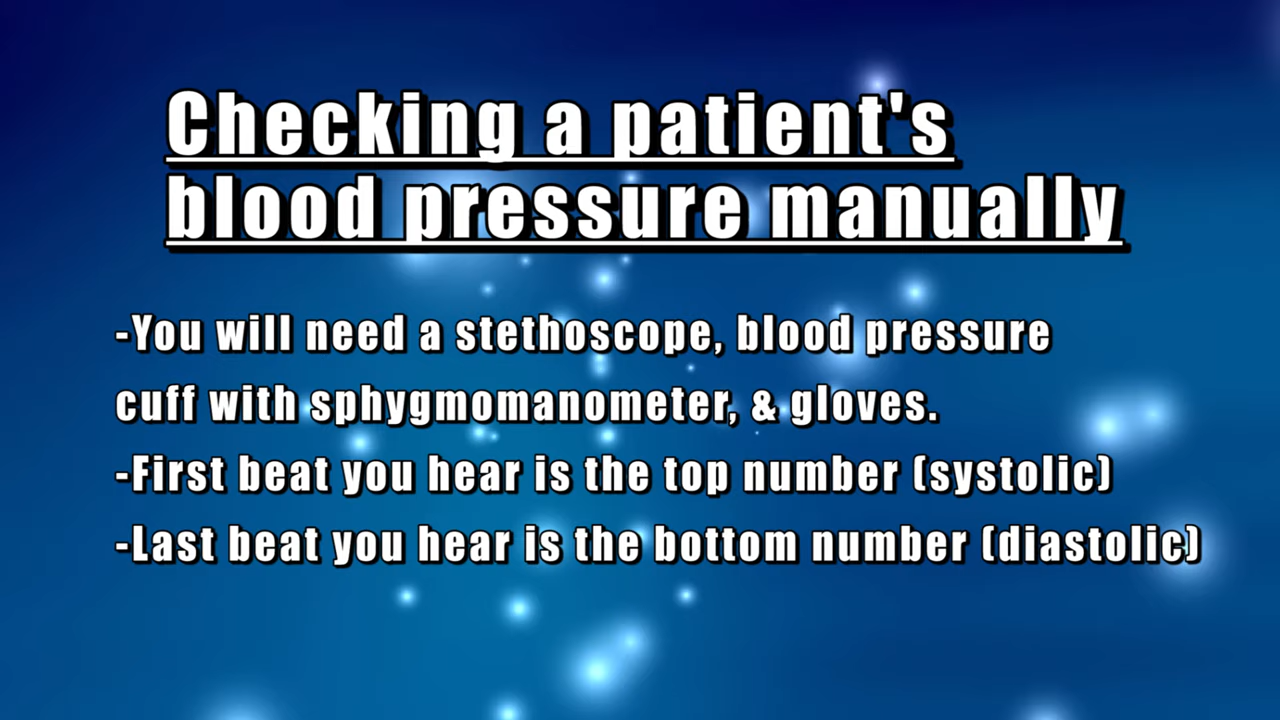 Checking a patient's
blood pressure manually
-You will need a stethoscope, blood pressure
cuff with sphygmomanometer, & gloves.
-First beat you hear is the top number (systolic)
-Last beat you hear is the bottom number (diastolic)